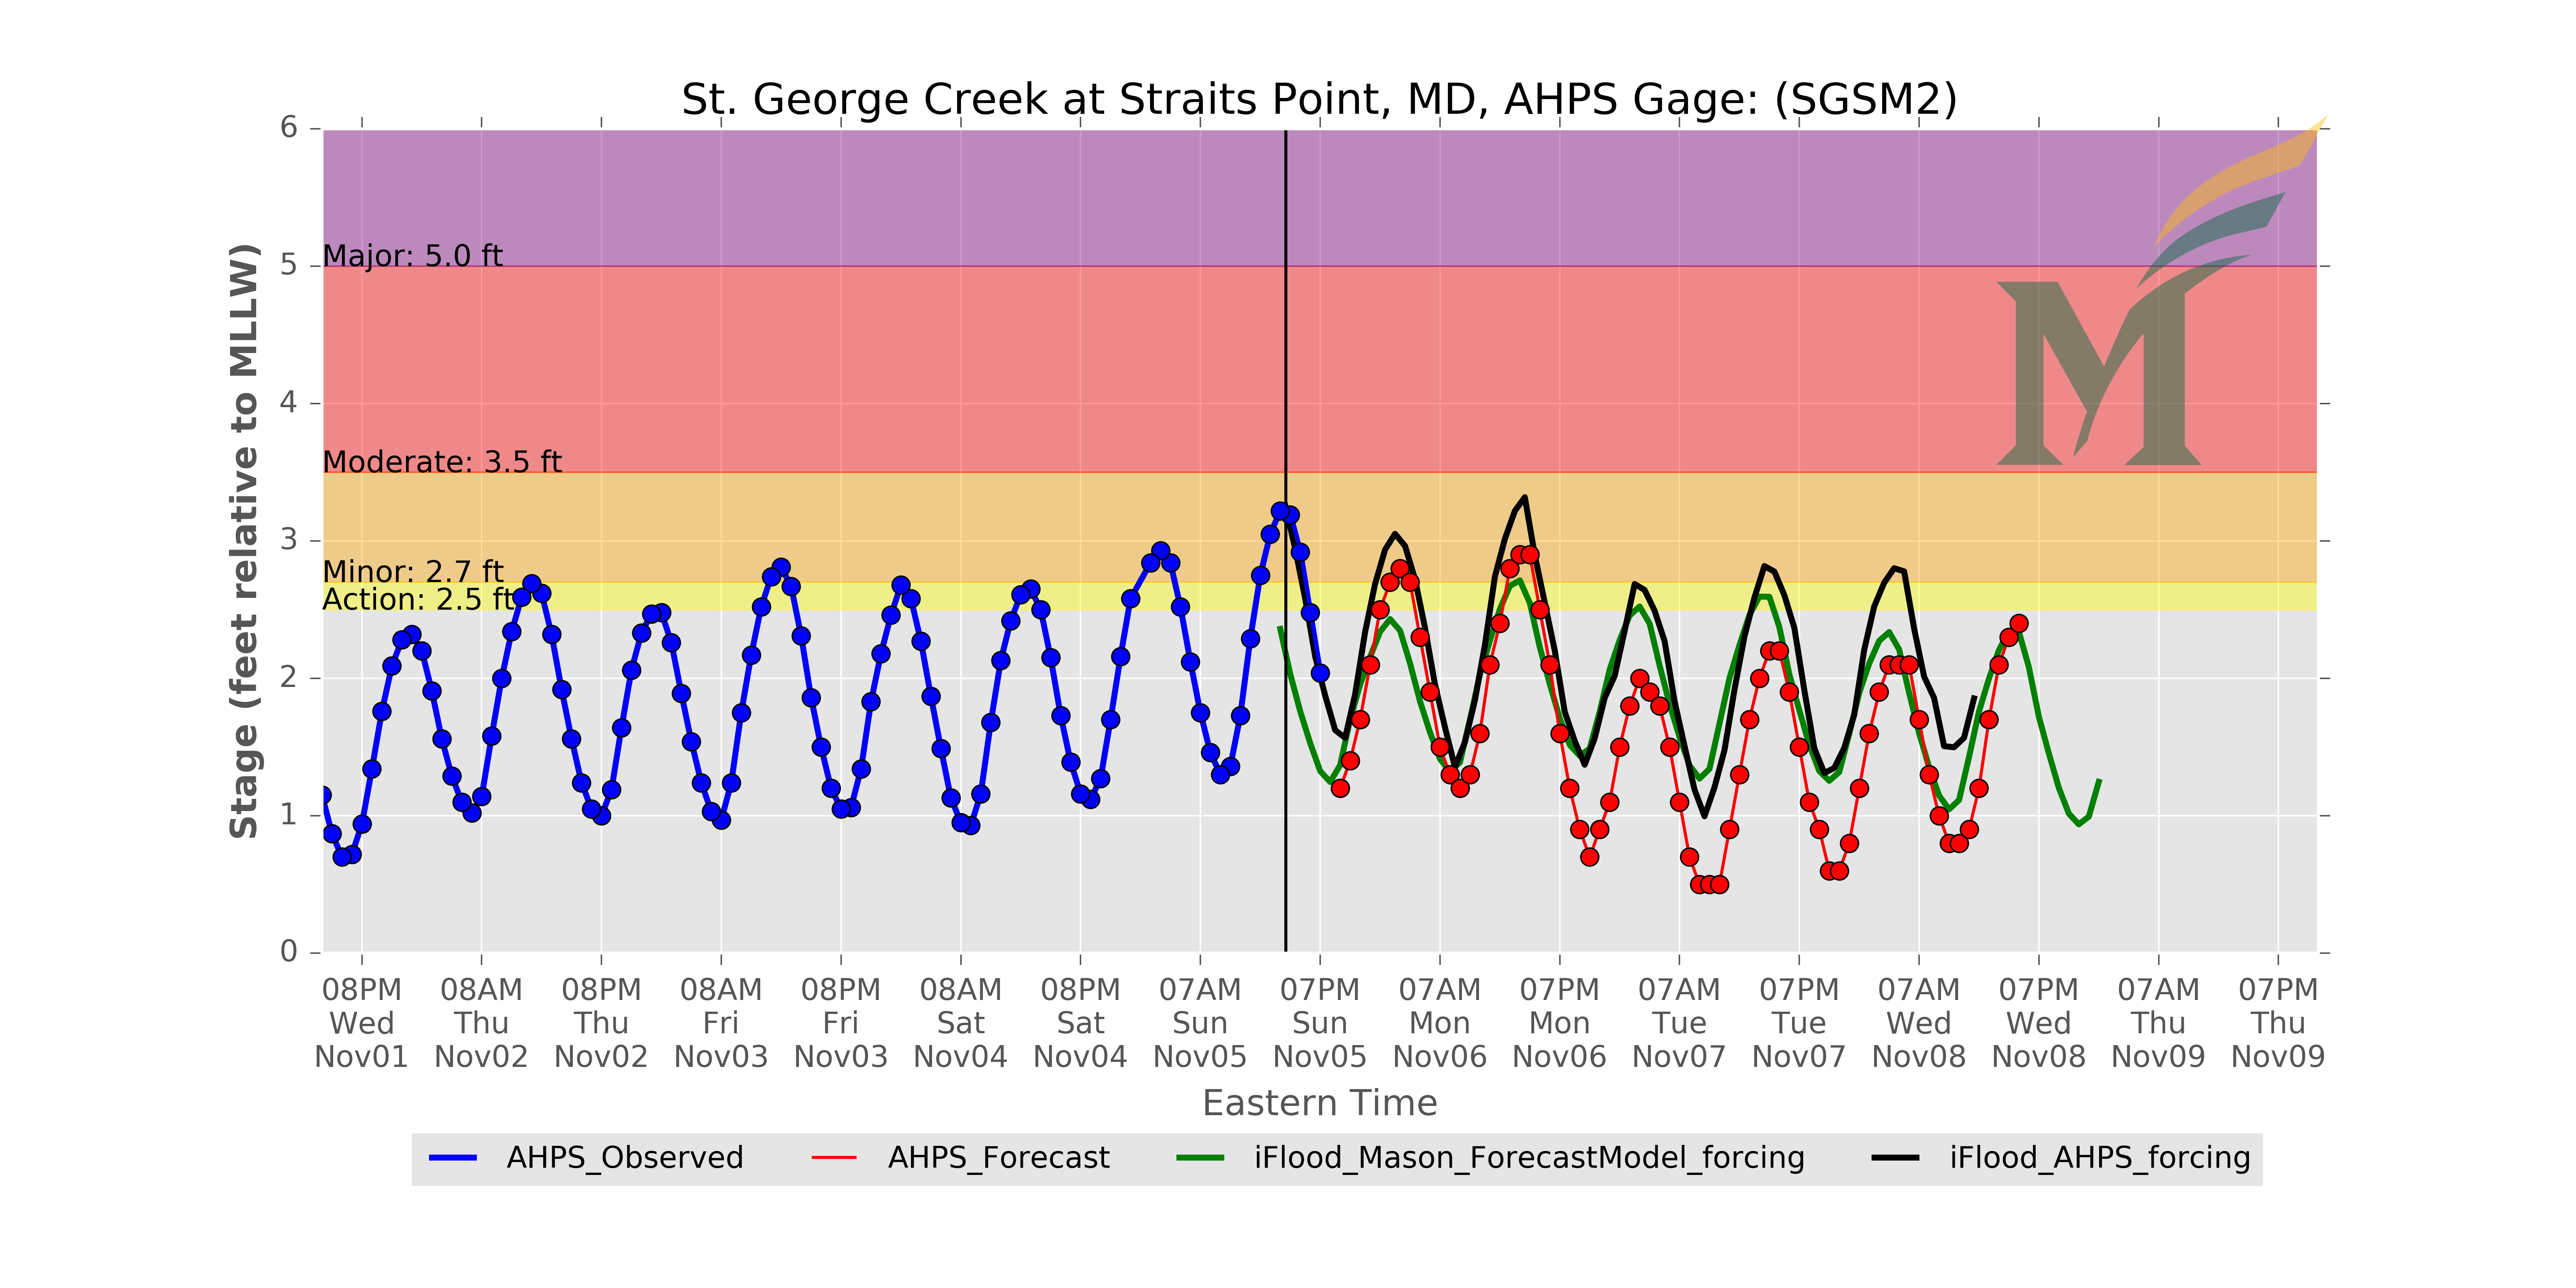 St. George Creek at Straits Point, MD, AHPS Gage: (SGSM2)
Stage (feet relative to MLLW)
6
5
4
3
2
1
0
Major: 5.0 ft
Moderate: 3.5 ft
Minor: 2.7 ft
Action: 2.5 ft
08PM 08AM 08PM 08AM 08PM 08AM 08PM 07AM 07PM 07AM 07PM 07AM 07PM 07AM 07PM 07AM 07PM
Wed Thu Thu Fri Fri Sat Sat Sun Sun Mon Mon Tue Tue Wed Wed Thu Thu
Nov01 Nov02 Nov02 Nov03 Nov03 Nov04 Nov04 Nov05 Nov05 Nov06 Nov06 Nov07 Nov07 Nov08 Nov08 Nov09 Nov09
Eastern Time
AHPS_Observed AHPS_Forecast iFlood_Mason_ForecastModel_forcing iFlood_AHPS_forcing
M